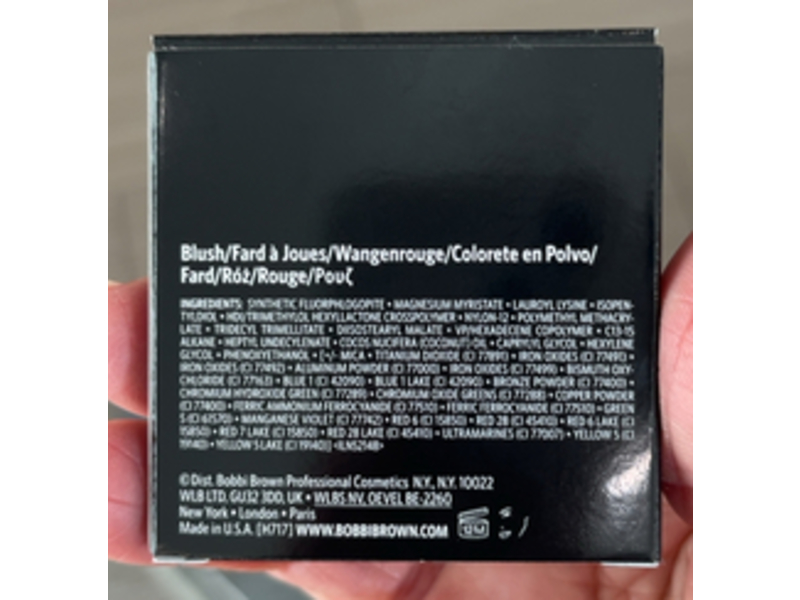 Blush/Fard à Joues/Wangenrouge/Colorete en Polvo/
Fard/Róż/Rouge/Ρουζ
INGREDIENTS: SYNTHETIC FLUORPHLOGOPITE • MAGNESIUM MYRISTATE • LAUROYL LYSINE • ISOPEN-
TYLDIOL • HDI/TRIMETHYLOL HEXYLLACTONE CROSSPOLYMER • NYLON-12 • POLYMETHYL METHACRY-
LATE • TRIDECYL TRIMELLITATE • DIISOSTEARYL MALATE • VP/HEXADECENE COPOLYMER • C13-15
ALKANE • HEPTYL UNDECYLENATE • COCOS NUCIFERA (COCONUT) OIL • CAPRYLYL GLYCOL • HEXYLENE
GLYCOL • PHENOXYETHANOL • [+/- MICA • TITANIUM DIOXIDE (CI 77891) • IRON OXIDES (CI 77491) •
IRON OXIDES (CI 77492) • ALUMINUM POWDER (CI 77000) • IRON OXIDES (CI 77499) • BISMUTH OXY-
CHLORIDE (CI 77163) • BLUE 1 (CI 42090) • BLUE 1 LAKE (CI 42090) • BRONZE POWDER (CI 77400) •
CHROMIUM HYDROXIDE GREEN (CI 77289) • CHROMIUM OXIDE GREENS (CI 77288) • COPPER POWDER
(CI 77400) • FERRIC AMMONIUM FERROCYANIDE (CI 77510) • FERRIC FERROCYANIDE (CI 77510) • GREEN
5 (CI 61570) • MANGANESE VIOLET (CI 77742) • RED 6 (CI 15850) • RED 28 (CI 45410) • RED 6 LAKE (CI
15850) • RED 7 LAKE (CI 15850) • RED 28 LAKE (CI 45410) • ULTRAMARINES (CI 77007) • YELLOW 5 (CI
19140) • YELLOW 5 LAKE (CI 19140)] <ILN52548>
©Dist. Bobbi Brown Professional Cosmetics N.Y., N.Y. 10022
WLB LTD. GU32 3DD, UK • WLBS NV. OEVEL BE-2260
New York • London • Paris
Made in U.S.A. [H717] WWW.BOBBIBROWN.COM
12M